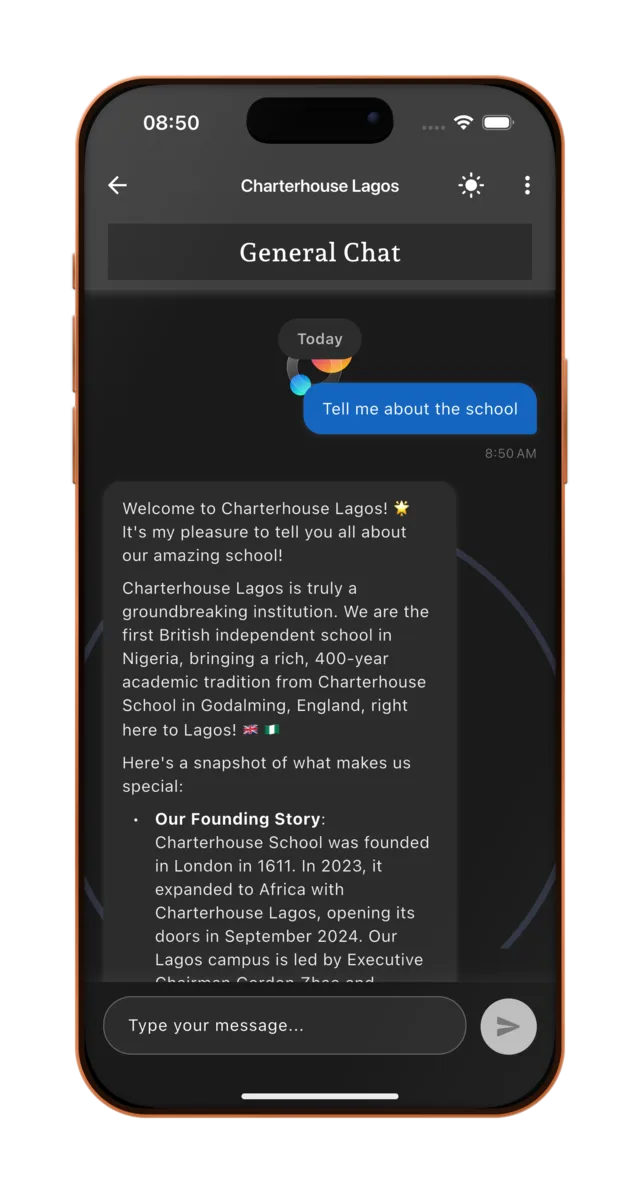 08:50
Charterhouse Lagos
General Chat
Today
Tell me about the school
8:50 AM
Welcome to Charterhouse Lagos! 🌟
It's my pleasure to tell you all about
our amazing school!
Charterhouse Lagos is truly a
groundbreaking institution. We are the
first British independent school in
Nigeria, bringing a rich, 400-year
academic tradition from Charterhouse
School in Godalming, England, right
here to Lagos! 🇬🇧 🇳🇬
Here's a snapshot of what makes us
special:
• Our Founding Story:
Charterhouse School was founded
in London in 1611. In 2023, it
expanded to Africa with
Charterhouse Lagos, opening its
doors in September 2024. Our
Lagos campus is led by Executive
Chairman
Type your message...